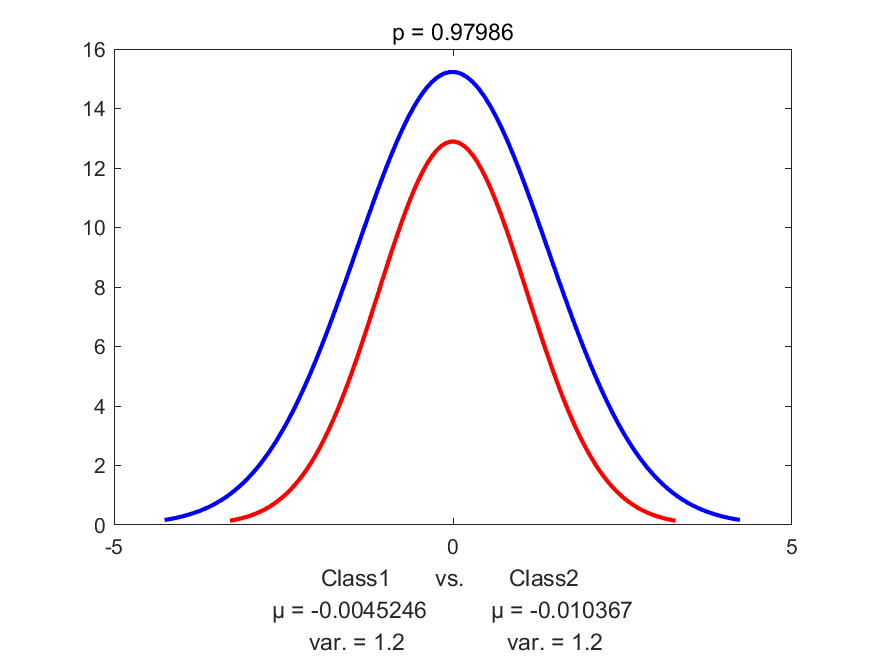 p = 0.97986
16
14
12
10
8
6
4
2
0
-5 0 5
Class1 vs. Class2
μ = -0.0045246 μ = -0.010367
var. = 1.2 var. = 1.2